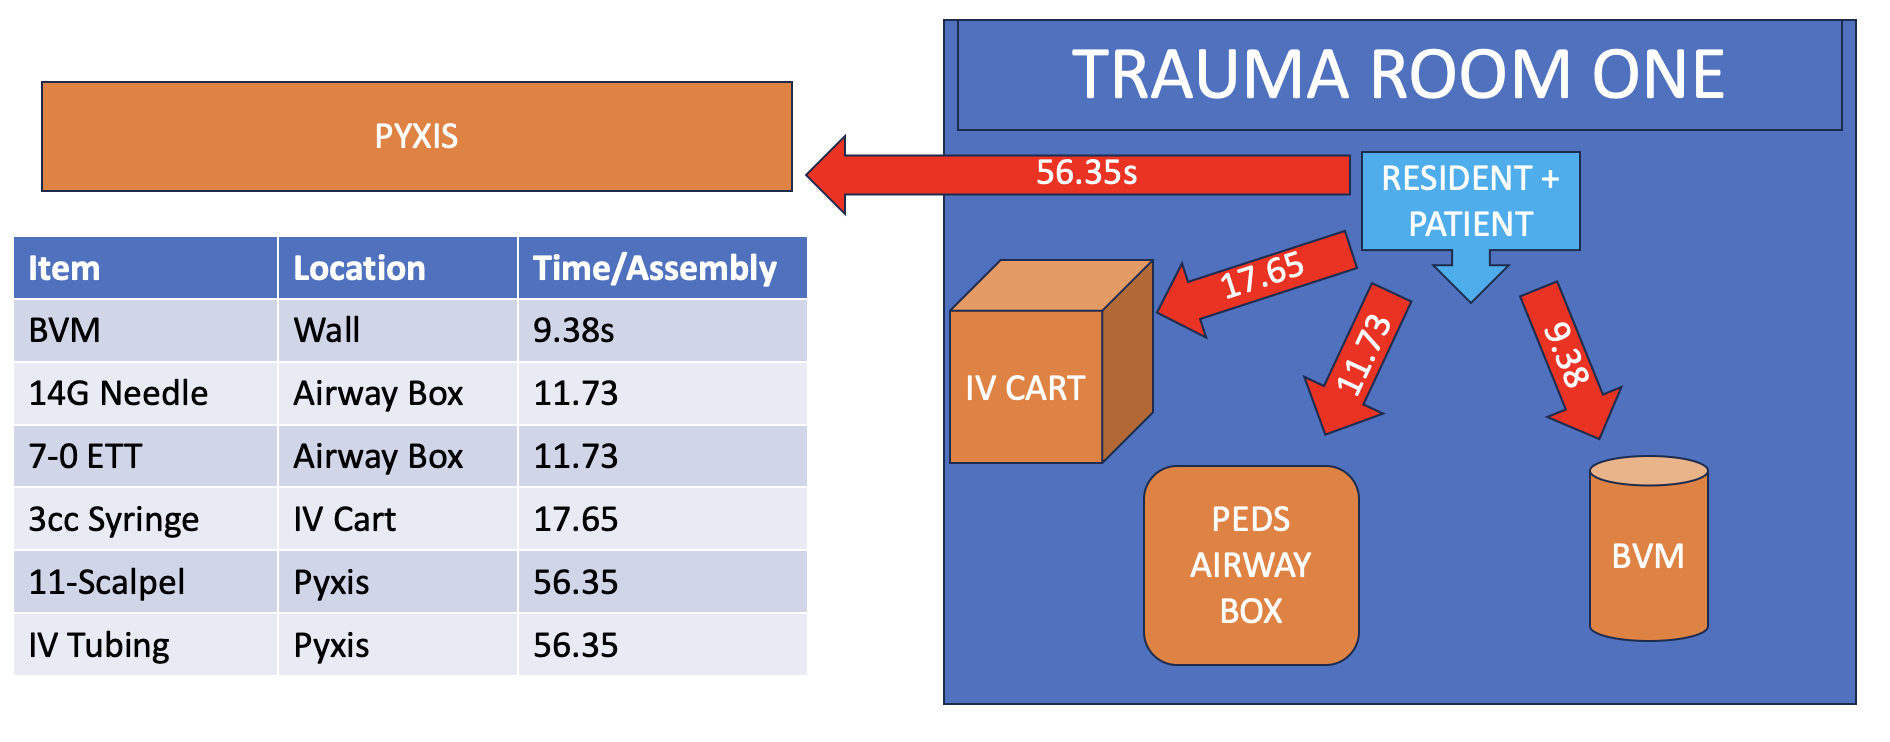 TRAUMA ROOM ONE
PYXIS
56.35s
RESIDENT +
PATIENT
17.65
11.73
9.38
IV CART
PEDS
AIRWAY
BOX
BVM
Item Location Time/Assembly
BVM Wall 9.38s
14G Needle Airway Box 11.73
7-0 ETT Airway Box 11.73
3cc Syringe IV Cart 17.65
11-Scalpel Pyxis 56.35
IV Tubing Pyxis 56.35